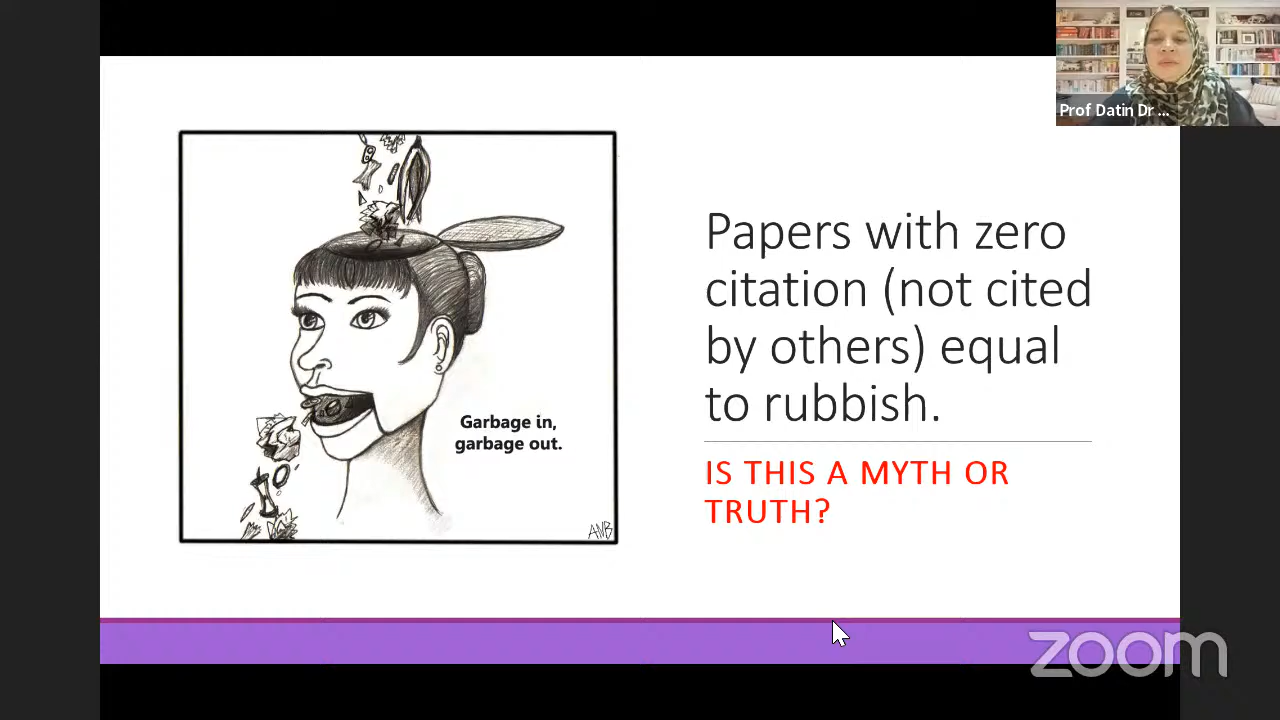 Prof Datin Dr ...
Papers with zero
citation (not cited
by others) equal
to rubbish.
IS THIS A MYTH OR
TRUTH?
Garbage in,
garbage out.
ANB
zoom